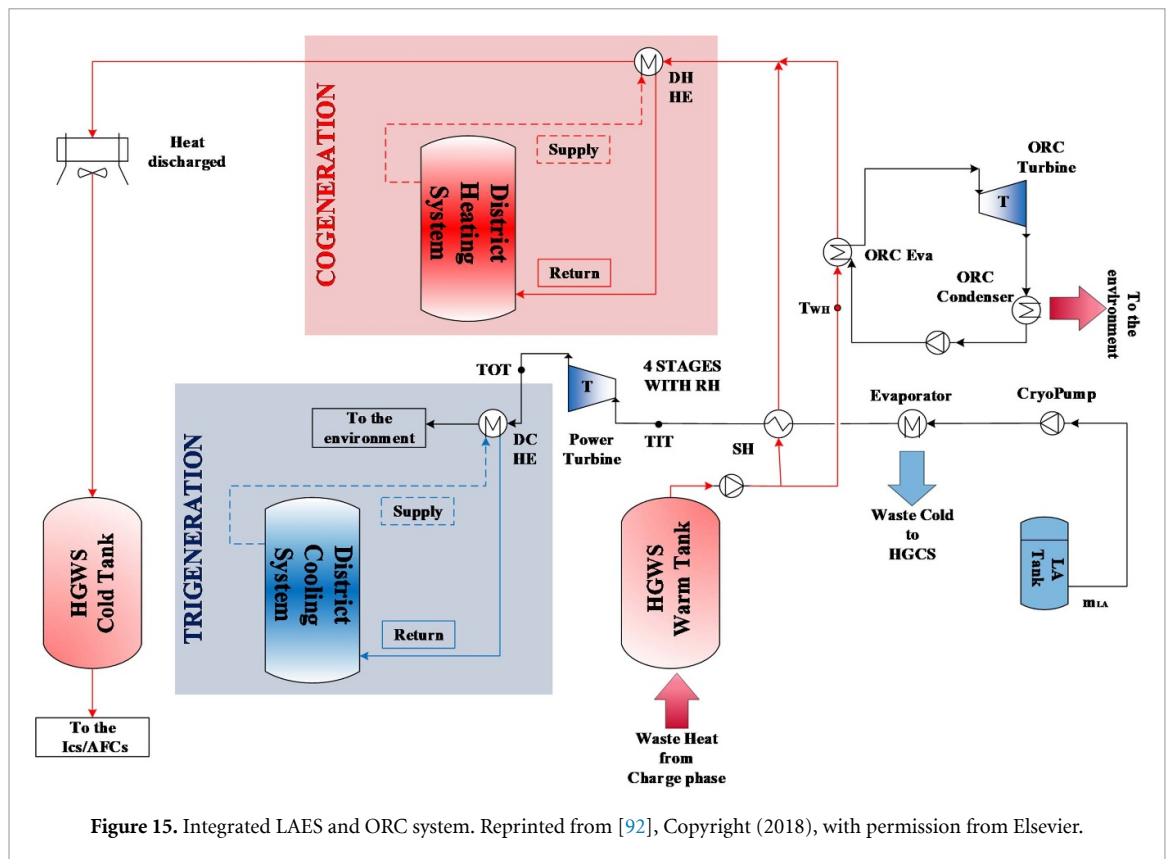 COGENERATION
DH
HE
Heat
discharged
Supply
District
Heating
System
Return
ORC
Turbine
T
ORC Eva
ORC
Condenser
To the
environment
TWH
TOT
T
4 STAGES
WITH RH
Power
Turbine
TIT
SH
Evaporator
CryoPump
Waste Cold
to
HGCS
LA
Tank
mLA
TRIGENERATION
To the
environment
DC
HE
Supply
District
Cooling
System
Return
HGWS
Cold Tank
To the
Ics/AFCs
HGWS
Warm Tank
Waste Heat
from
Charge phase
Figure 15. Integrated LAES and ORC system. Reprinted from [92], Copyright (2018), with permission from Elsevier.